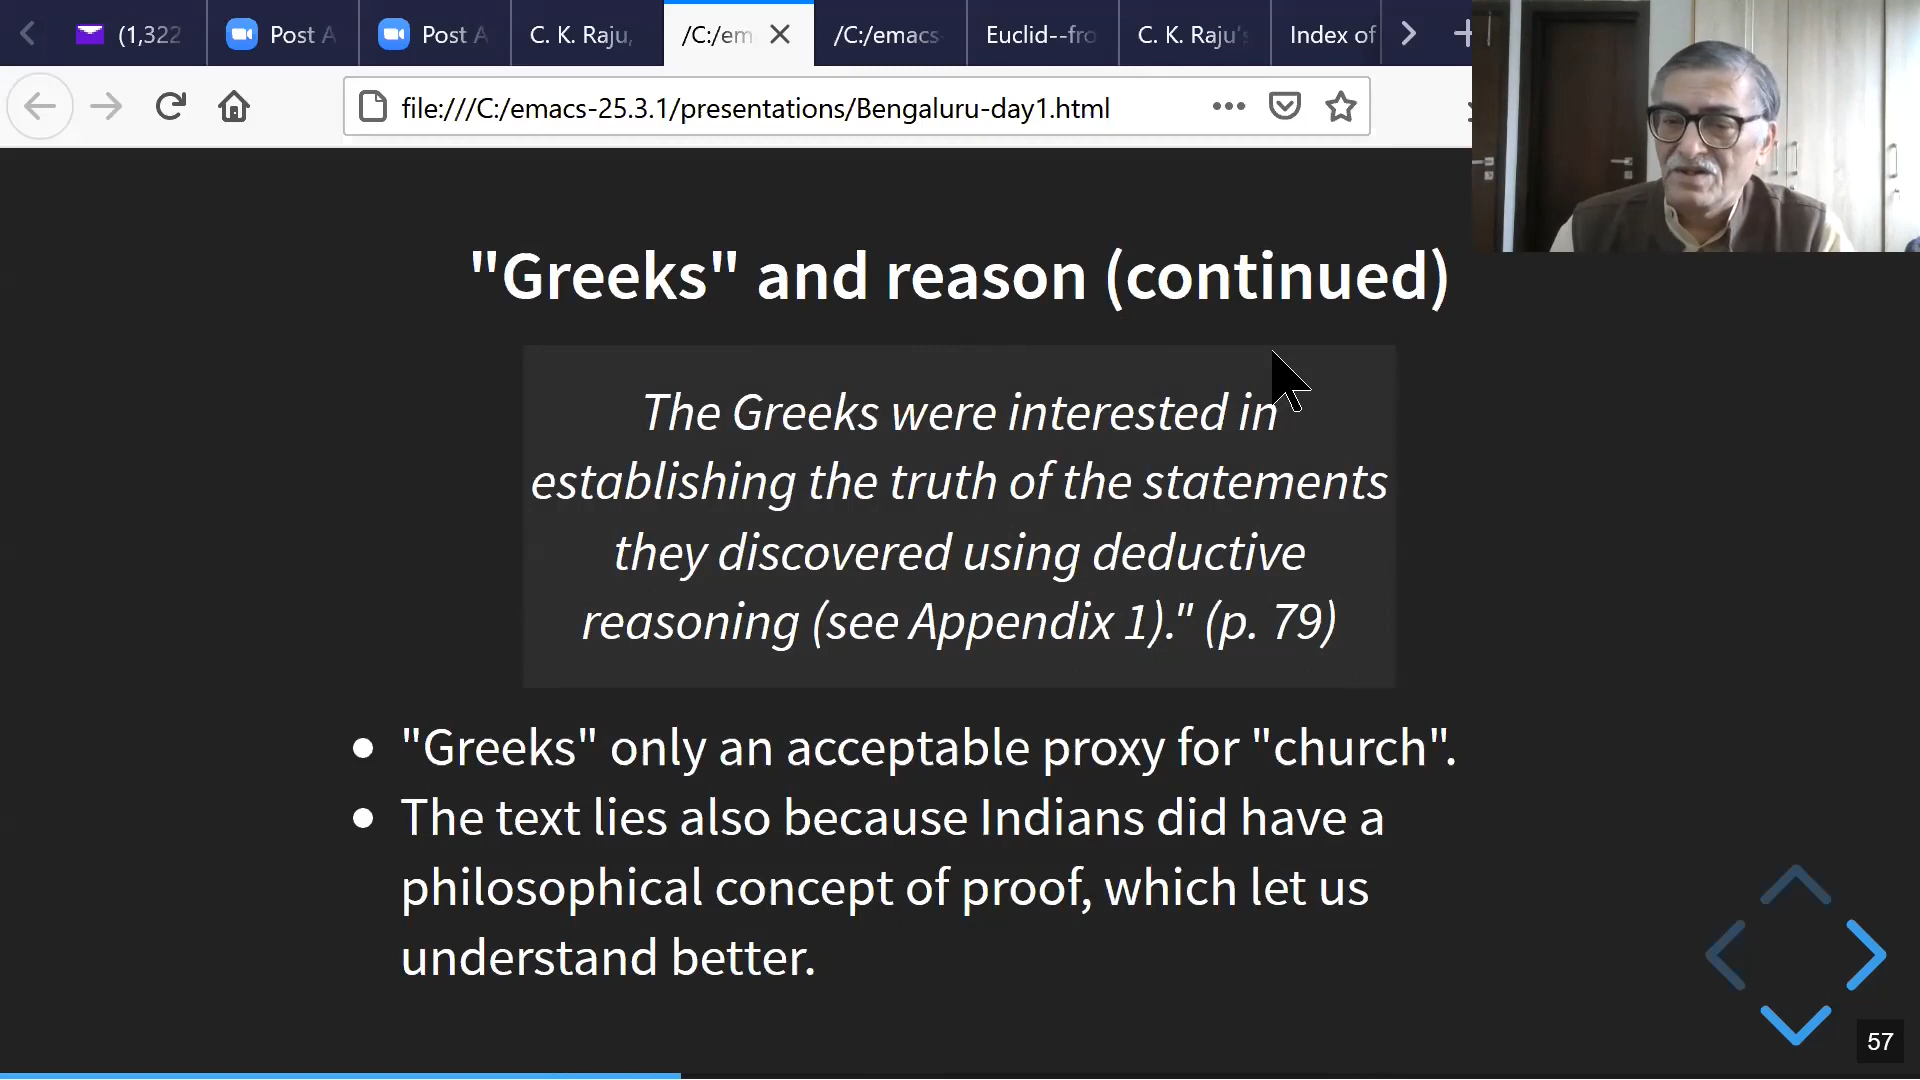 (1,322
Post A
Post A
C. K. Raju,
/C:/em
/C:/emacs-
Euclid--fro
C. K. Raju's
Index of
file:///C:/emacs-25.3.1/presentations/Bengaluru-day1.html
"Greeks" and reason (continued)
The Greeks were interested in
establishing the truth of the statements
they discovered using deductive
reasoning (see Appendix 1)." (p. 79)
• "Greeks" only an acceptable proxy for "church".
• The text lies also because Indians did have a
philosophical concept of proof, which let us
understand better.
57